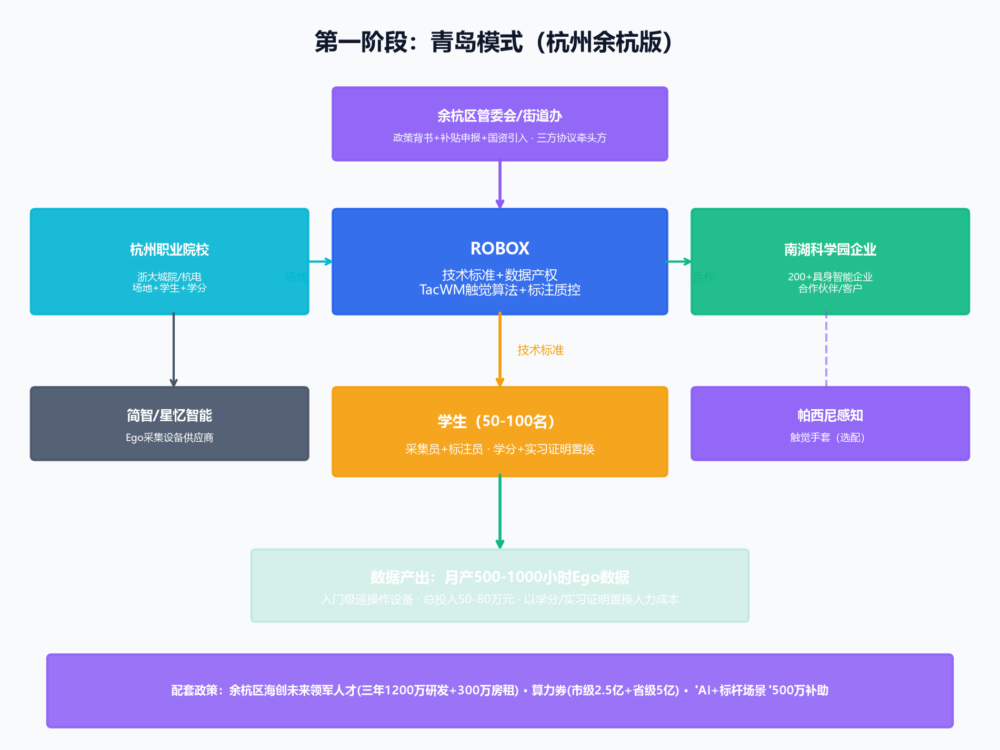 第一阶段：青岛模式（杭州余杭版）
余杭区管委会/街道办
政策背书+补贴申报+国资引入 · 三方协议牵头方
杭州职业院校
浙大城院/杭电
场地+学生+学分
场地
ROBOX
技术标准+数据产权
TacWM触觉算法+标注质控
合作
南湖科学园企业
200+具身智能企业
合作伙伴/客户
技术标准
简智/星忆智能
Ego采集设备供应商
学生（50-100名）
采集员+标注员 · 学分+实习证明置换
帕西尼感知
触觉手套（选配）
数据产出：月产500-1000小时Ego数据
入门级遥操作设备 · 总投入50-80万元 · 以学分/实习证明置换人力成本
配套政策：余杭区海创未来领军人才(三年1200万研发+300万房租) • 算力券(市级2.5亿+省级5亿) • 'AI+标杆场景 '500万补助